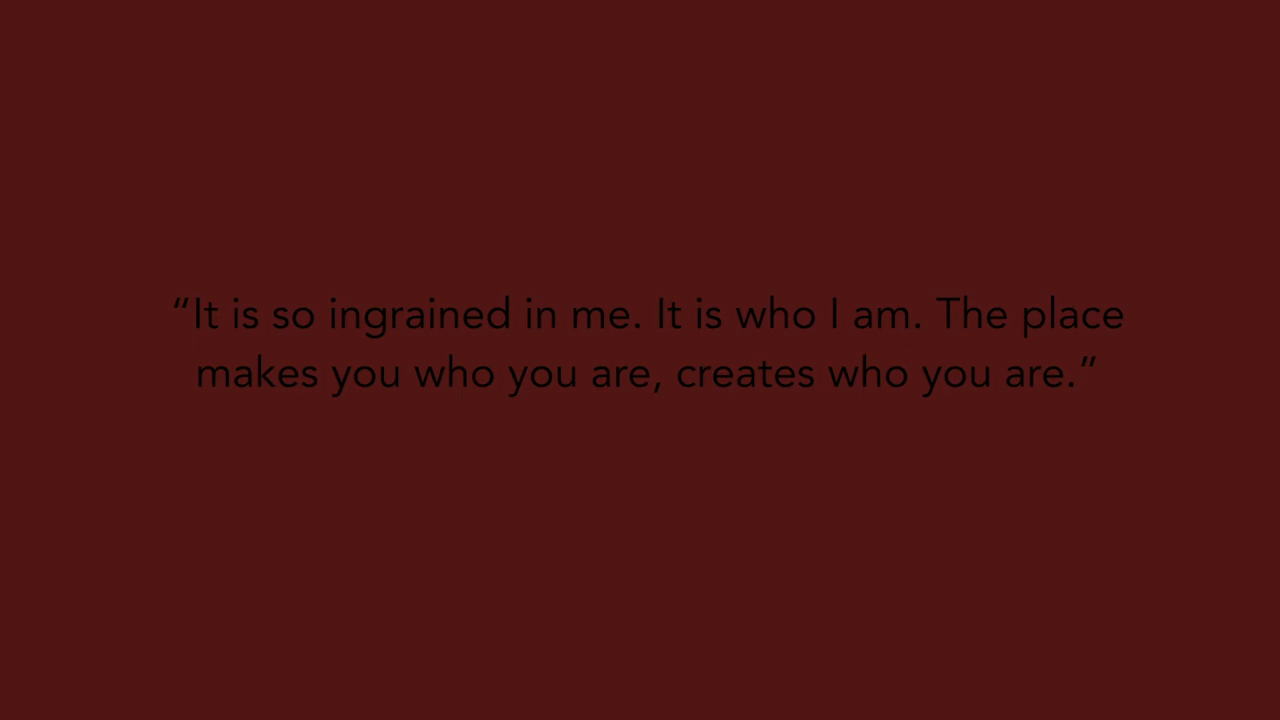 “It is so ingrained in me. It is who I am. The place
makes you who you are, creates who you are.”